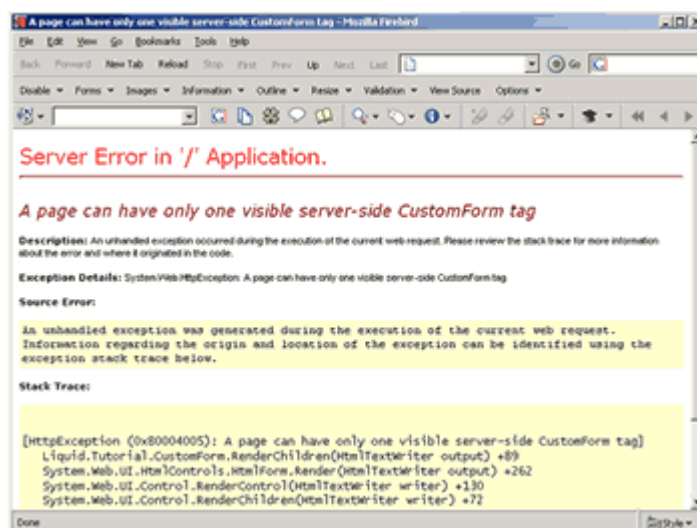 A page can have only one visible server-side CustomForm tag - Mozilla Firebird
File Edit View Go Bookmarks Tools Help
Back Forward New Tab Reload Stop First Prev Up Next Last Go
Disable Forms Images Information Outline Resize Validation View Source Options
Server Error in '/' Application.
A page can have only one visible server-side CustomForm tag
Description: An unhandled exception occurred during the execution of the current web request. Please review the stack trace for more information
about the error and where it originated in the code.
Exception Details: System.Web.HttpException: A page can have only one visible server-side CustomForm tag
Source Error:
An unhandled exception was generated during the execution of the current web request.
Information regarding the origin and location of the exception can be identified using the
exception stack trace below.
Stack Trace:
[HttpException (0x80004005): A page can have only one visible server-side CustomForm tag]
Liquid.Tutorial.CustomForm.RenderChildren(HtmlTextWriter output) +89
System.Web.UI.HtmlControls.HtmlForm.Render(HtmlTextWriter output) +262
System.Web.UI.Control.RenderControl(HtmlTextWriter writer) +130
System.Web.UI.Control.RenderChildren(HtmlTextWriter writer) +72
Done EditStyle